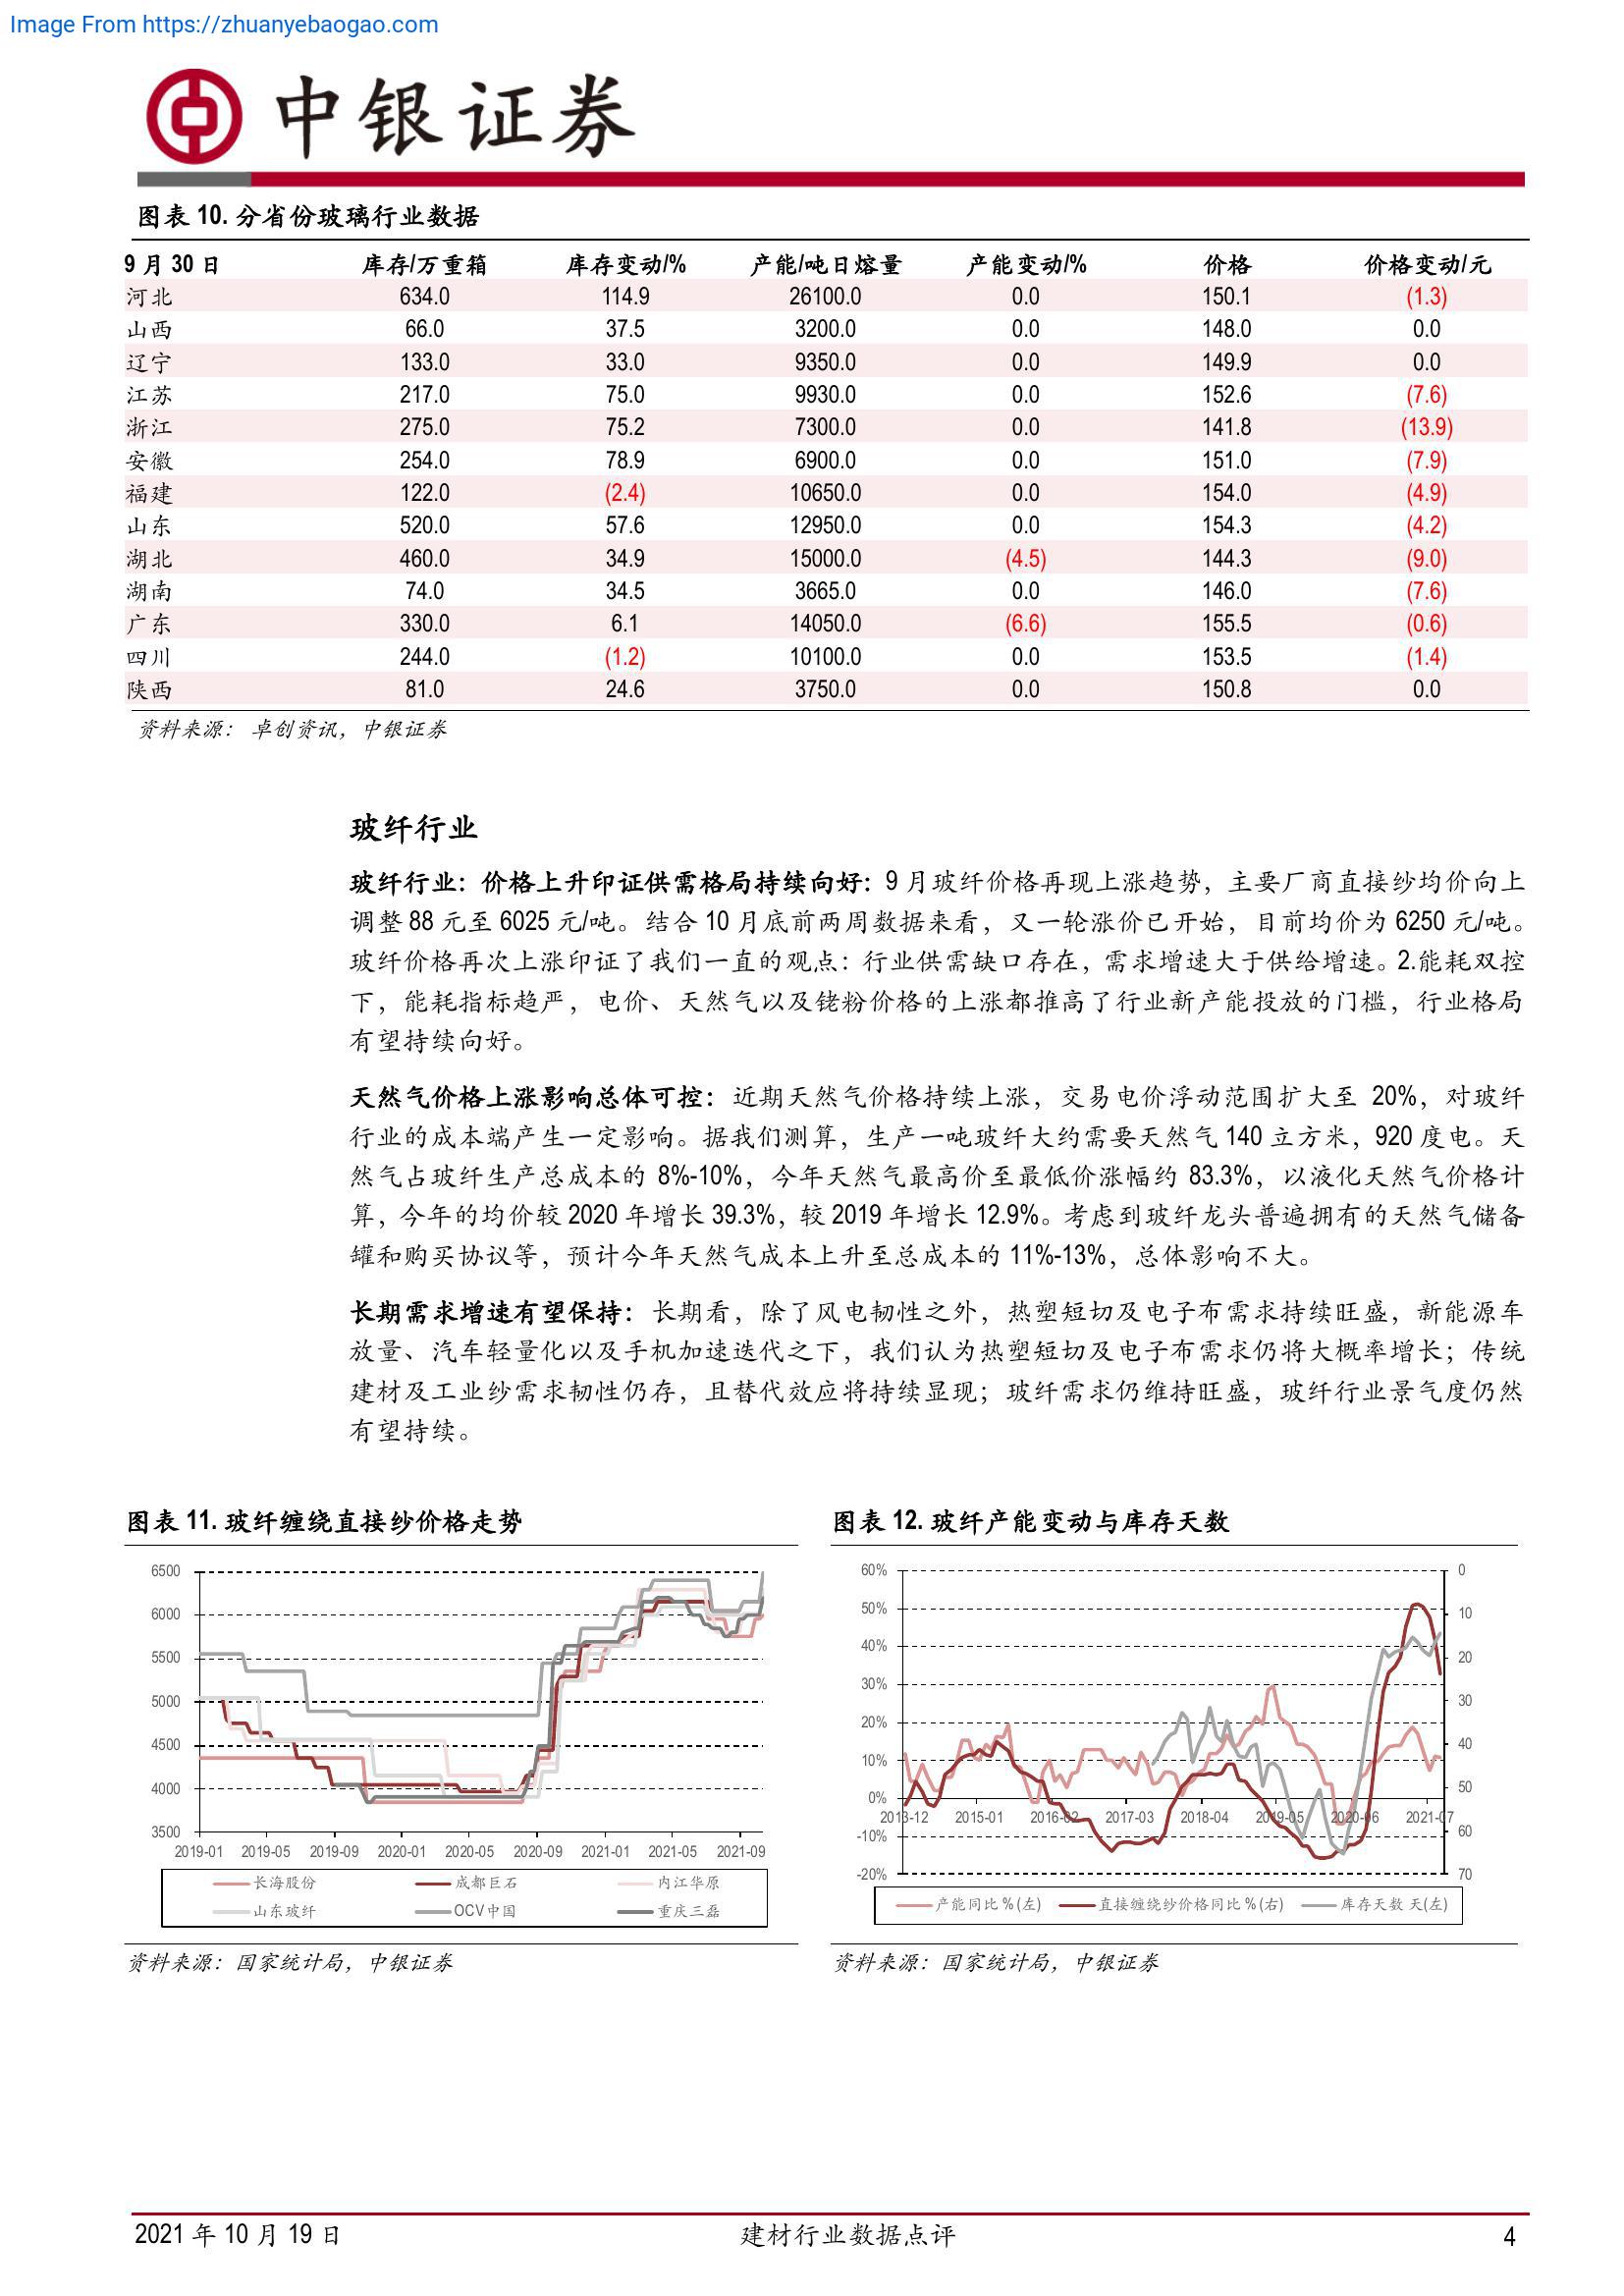 Image From https://zhuanyebaogao.com
中银证券
图表 10. 分省份玻璃行业数据
9 月 30 日 库存/万重箱 库存变动/% 产能/吨日熔量 产能变动/% 价格 价格变动/元
河北 634.0 114.9 26100.0 0.0 150.1 (1.3)
山西 66.0 37.5 3200.0 0.0 148.0 0.0
辽宁 133.0 33.0 9350.0 0.0 149.9 0.0
江苏 217.0 75.0 9930.0 0.0 152.6 (7.6)
浙江 275.0 75.2 7300.0 0.0 141.8 (13.9)
安徽 254.0 78.9 6900.0 0.0 151.0 (7.9)
福建 122.0 (2.4) 10650.0 0.0 154.0 (4.9)
山东 520.0 57.6 12950.0 0.0 154.3 (4.2)
湖北 460.0 34.9 15000.0 (4.5) 144.3 (9.0)
湖南 74.0 34.5 3665.0 0.0 146.0 (7.6)
广东 330.0 6.1 14050.0 (6.6) 155.5 (0.6)
四川 244.0 (1.2) 10100.0 0.0 153.5 (1.4)
陕西 81.0 24.6 3750.0 0.0 150.8 0.0
资料来源： 卓创资讯，中银证券
玻纤行业
玻纤行业：价格上升印证供需格局持续向好：9 月玻纤价格再现上涨趋势，主要厂商直接纱均价向上
调整 88 元至 6025 元/吨。结合 10 月底前两周数据来看，又一轮涨价已开始，目前均价为 6250 元/吨。
玻纤价格再次上涨印证了我们一直的观点：行业供需缺口存在，需求增速大于供给增速。2.能耗双控
下，能耗指标趋严，电价、天然气以及铑粉价格的上涨都推高了行业新产能投放的门槛，行业格局
有望持续向好。
天然气价格上涨影响总体可控：近期天然气价格持续上涨，交易电价浮动范围扩大至 20%，对玻纤
行业的成本端产生一定影响。据我们测算，生产一吨玻纤大约需要天然气 140 立方米，920 度电。天
然气占玻纤生产总成本的 8%-10%，今年天然气最高价至最低价涨幅约 83.3%，以液化天然气价格计
算，今年的均价较 2020 年增长 39.3%，较 2019 年增长 12.9%。考虑到玻纤龙头普遍拥有的天然气储备
罐和购买协议等，预计今年天然气成本上升至总成本的 11%-13%，总体影响不大。
长期需求增速有望保持：长期看，除了风电韧性之外，热塑短切及电子布需求持续旺盛，新能源车
放量、汽车轻量化以及手机加速迭代之下，我们认为热塑短切及电子布需求仍将大概率增长；传统
建材及工业纱需求韧性仍存，且替代效应将持续显现；玻纤需求仍维持旺盛，玻纤行业景气度仍然
有望持续。
图表 11. 玻纤缠绕直接纱价格走势
6500
6000
5500
5000
4500
4000
3500
2019-01 2019-05 2019-09 2020-01 2020-05 2020-09 2021-01 2021-05 2021-09
长海股份 成都巨石 内江华原
山东玻纤 OCV中国 重庆三磊
资料来源：国家统计局，中银证券
图表 12. 玻纤产能变动与库存天数
60% 0
50% 10
40% 20
30% 30
20% 40
10% 50
0% 60
-10% 70
-20%
2013-12 2015-01 2016-02 2017-03 2018-04 2019-05 2020-06 2021-07
产能同比 %(左) 直接缠绕纱价格同比 %(右) 库存天数 天(左)
资料来源：国家统计局，中银证券
2021 年 10 月 19 日 建材行业数据点评 4